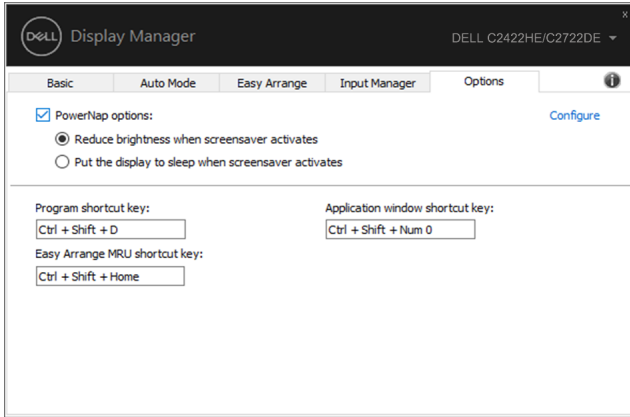 x
DELL Display Manager
DELL C2422HE/C2722DE
Basic Auto Mode Easy Arrange Input Manager Options i
PowerNap options: Configure
Reduce brightness when screensaver activates
Put the display to sleep when screensaver activates
Program shortcut key: Application window shortcut key:
Ctrl + Shift + D Ctrl + Shift + Num 0
Easy Arrange MRU shortcut key:
Ctrl + Shift + Home